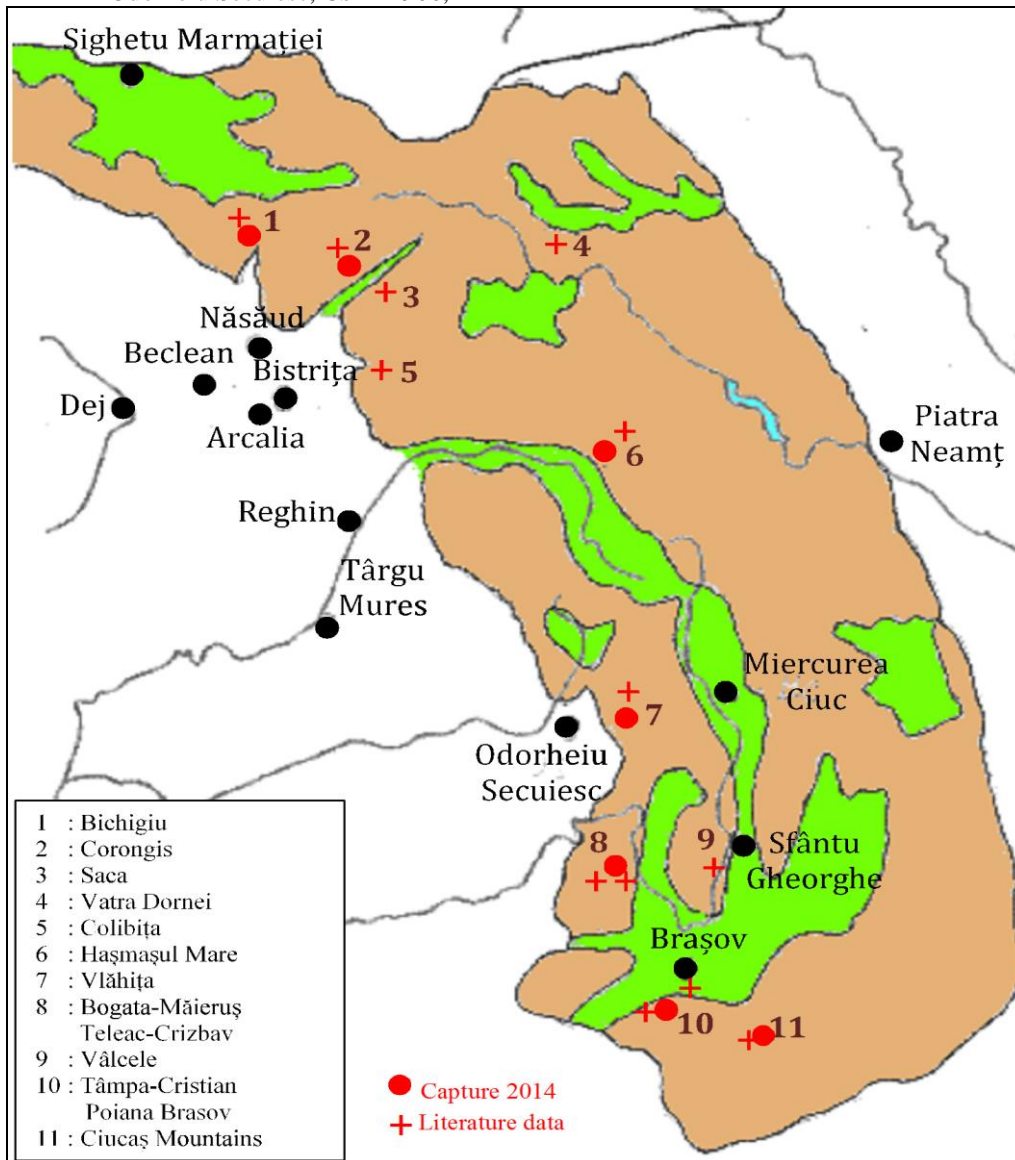 Sighetu Marmației
1
2
4
3
Năsăud
Beclean
Bistrița
5
Dej
Arcalia
Piatra
Neamț
6
Reghin
Târgu
Mures
Miercurea
Ciuc
7
Odorheiu
Secuiesc
8
9
Sfântu
Gheorghe
Brașov
10
11
1 : Bichigiu
2 : Corongis
3 : Saca
4 : Vatra Dornei
5 : Colibița
6 : Hașmașul Mare
7 : Vlăhița
8 : Bogata-Măieruș
Teleac-Crizbav
9 : Vâlcele
10 : Tâmpa-Cristian
Poiana Brasov
11 : Ciucaș Mountains
Capture 2014
Literature data